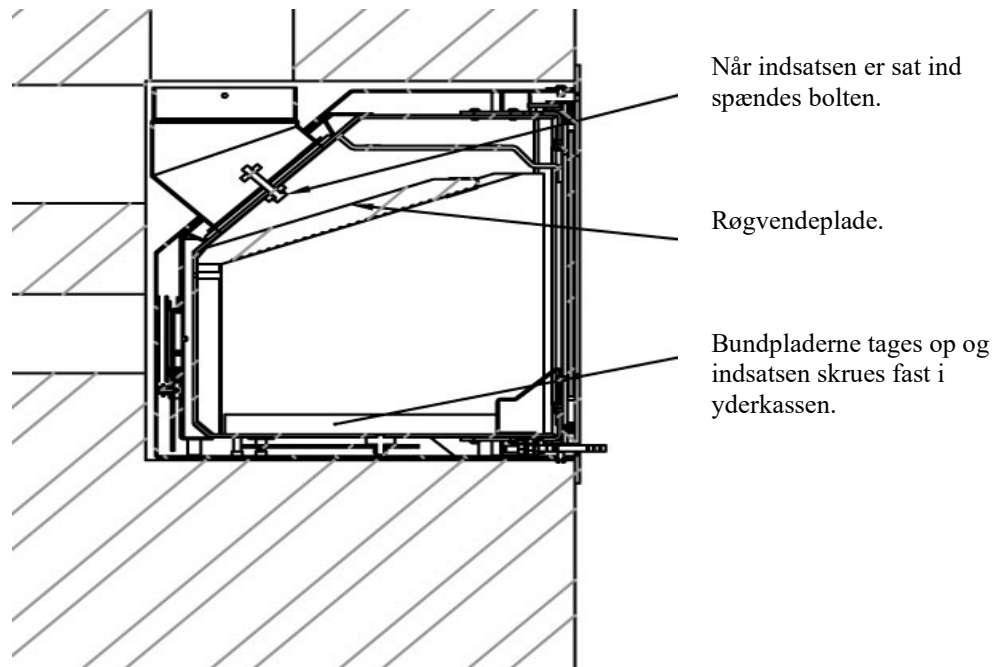 Når indsatsen er sat ind
spændes bolten.
Røgvendeplade.
Bundpladerne tages op og
indsatsen skrues fast i
yderkassen.